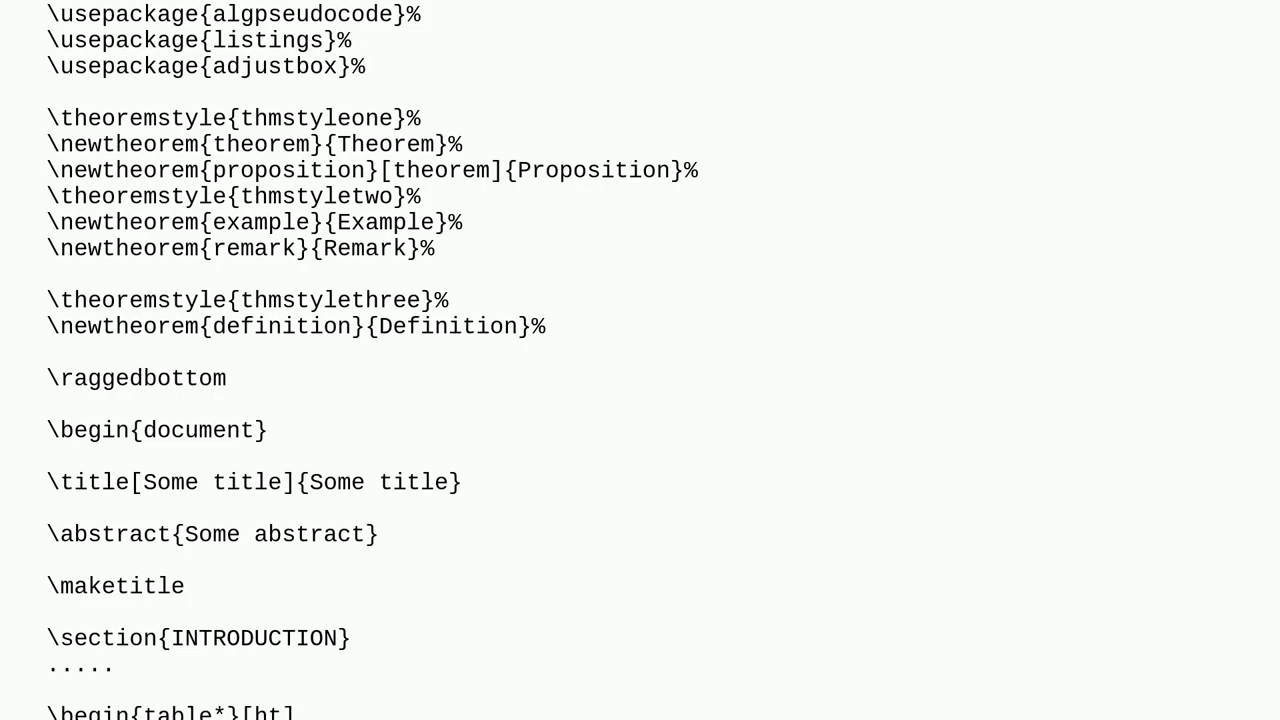 \usepackage{algpseudocode}%
\usepackage{listings}%
\usepackage{adjustbox}%
\theoremstyle{thmstyleone}%
\newtheorem{theorem}{Theorem}%
\newtheorem{proposition}[theorem]{Proposition}%
\theoremstyle{thmstyletwo}%
\newtheorem{example}{Example}%
\newtheorem{remark}{Remark}%
\theoremstyle{thmstylethree}%
\newtheorem{definition}{Definition}%
\raggedbottom
\begin{document}
\title[Some title]{Some title}
\abstract{Some abstract}
\maketitle
\section{INTRODUCTION}
.....
\begin{table*}[ht]